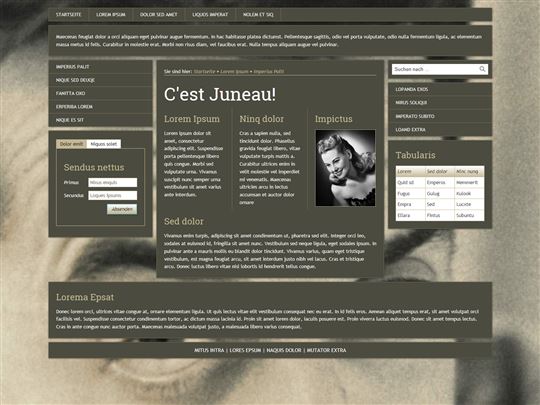 STARTSEITE LOREM IPSUM DOLOR SED AMET LIQUOS IMPERAT NOLEM ET SIQ
Maecenas feugiat dolor a orci aliquam eget pulvinar augue fermentum. In hac habitasse platea dictumst. Pellentesque sagittis, odio vel porta vulputate, odio nulla fermentum ligula, ac elementum
massa metus id felis. Curabitur in molestie erat. Morbi non risus diam, vel faucibus erat. Nulla tempus aliquam augue vel pulvinar.
IMPERIUS PALIT
NIQUE SED DEUQE
FAMITTA OXO
ERFERIBA LOREM
NIQUE ES SIT
Dolor emit Niquos solet
Sendus nettus
Primus Niquos eniquis
Secundus Liques Ipsums
Absenden
Sie sind hier: Startseite • Lorem Ipsum • Imperius Palit
C'est Juneau!
Lorem Ipsum
Lorem ipsum dolor sit
amet, consectetur
adipiscing elit.
Suspendisse porta
pellentesque libero
quis congue. Morbi sed
vulputate urna. Vivamus
suscipit nunc semper urna
vestibulum sit amet varius
ante interdum.
Ninq dolor
Cras a sapien nulla, sed
tincidunt dolor. Phasellus
gravida feugiat libero, vitae
vulputate turpis mattis a.
Curabitur ultrices enim in
velit molestie vel imperdiet
mi venenatis. Maecenas
ultricies arcu in lectus
accumsan et auctor dolor
ornare
Impictus
Sed dolor
Vivamus enim turpis, adipiscing sit amet condimentum ut, pharetra sed elit. Integer orci leo,
sodales at euismod id, fringilla sit amet nunc. Vestibulum sed neque ligula, eget sodales ipsum. In
pulvinar ante a mauris mollis eu blandit dolor tincidunt. Vivamus varius, quam eget tristique
vestibulum, est magna feugiat arcu, sit amet interdum justo nibh vel lacus. Cras et tristique
arcu. Donec luctus libero vitae nisl lobortis id hendrerit tellus congue.
Suchen nach ...
LOPANDA EXOS
NIRUS SOLIQUI
IMPERATO SUBITO
LOAND EXTRA
Tabularis
Lorem Sed dolor Ninc nung
Quid id Emperos Hemmerit
Fugus Gulug Kulook
Enpra Sed Lucste
Ellara Fintus Subuntu
Lorema Epsat
Donec lorem orci, ultrices vitae congue at, ornare elementum nisi. Ut quis lectus vitae elit vestibulum consequat nec eu erat. In id felis eros. Aenean aliquet tempus erat, sit amet volutpat orci
facilisis vel. Suspendisse consectetur condimentum tortor, ac dictum massa lacinia id. Proin sit amet lorem dolor, iaculis posuere est. Proin viverra luctus euismod. Donec sit amet tempus lectus.
Cras in ante congue nunc auctor porta. Maecenas malesuada volutpat justo, a malesuada libero varius consequat.
MITUS INTRA | LORES EPSUM | NAQUIS DOLOR | MUTATOR EXTRA